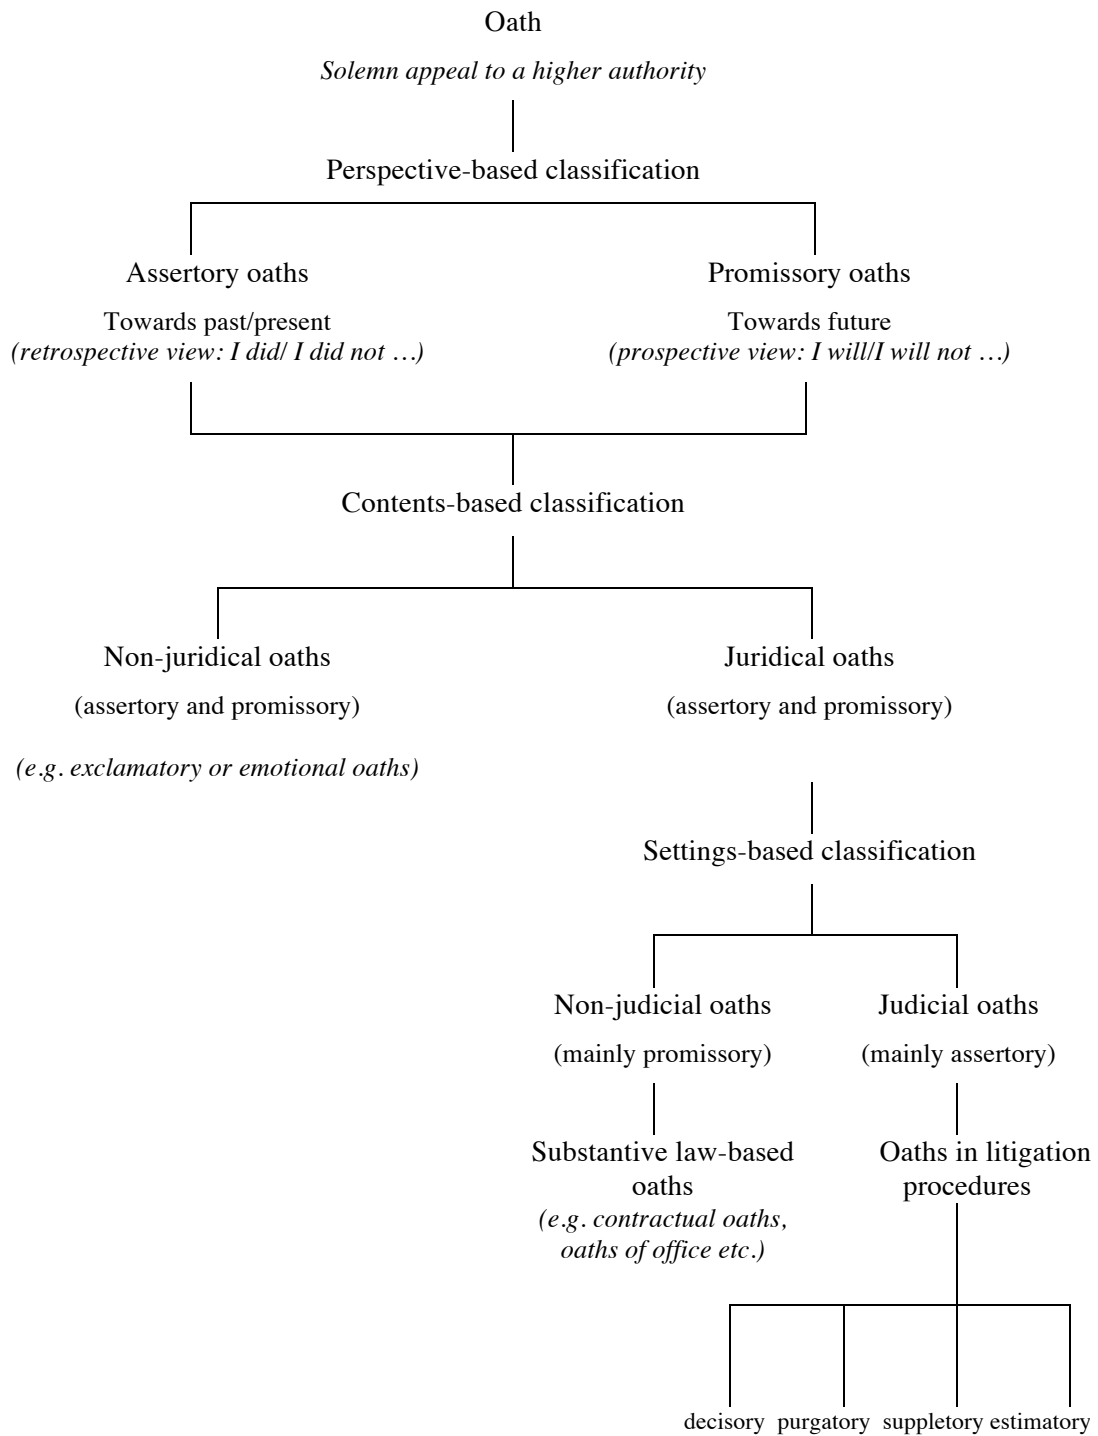 Oath
Solemn appeal to a higher authority
Perspective-based classification
Assertory oaths
Towards past/present
(retrospective view: I did/ I did not …)
Promissory oaths
Towards future
(prospective view: I will/I will not …)
Contents-based classification
Non-juridical oaths
(assertory and promissory)
(e.g. exclamatory or emotional oaths)
Juridical oaths
(assertory and promissory)
Settings-based classification
Non-judicial oaths
(mainly promissory)
Substantive law-based
oaths
(e.g. contractual oaths,
oaths of office etc.)
Judicial oaths
(mainly assertory)
Oaths in litigation
procedures
decisory purgatory suppletory estimatory